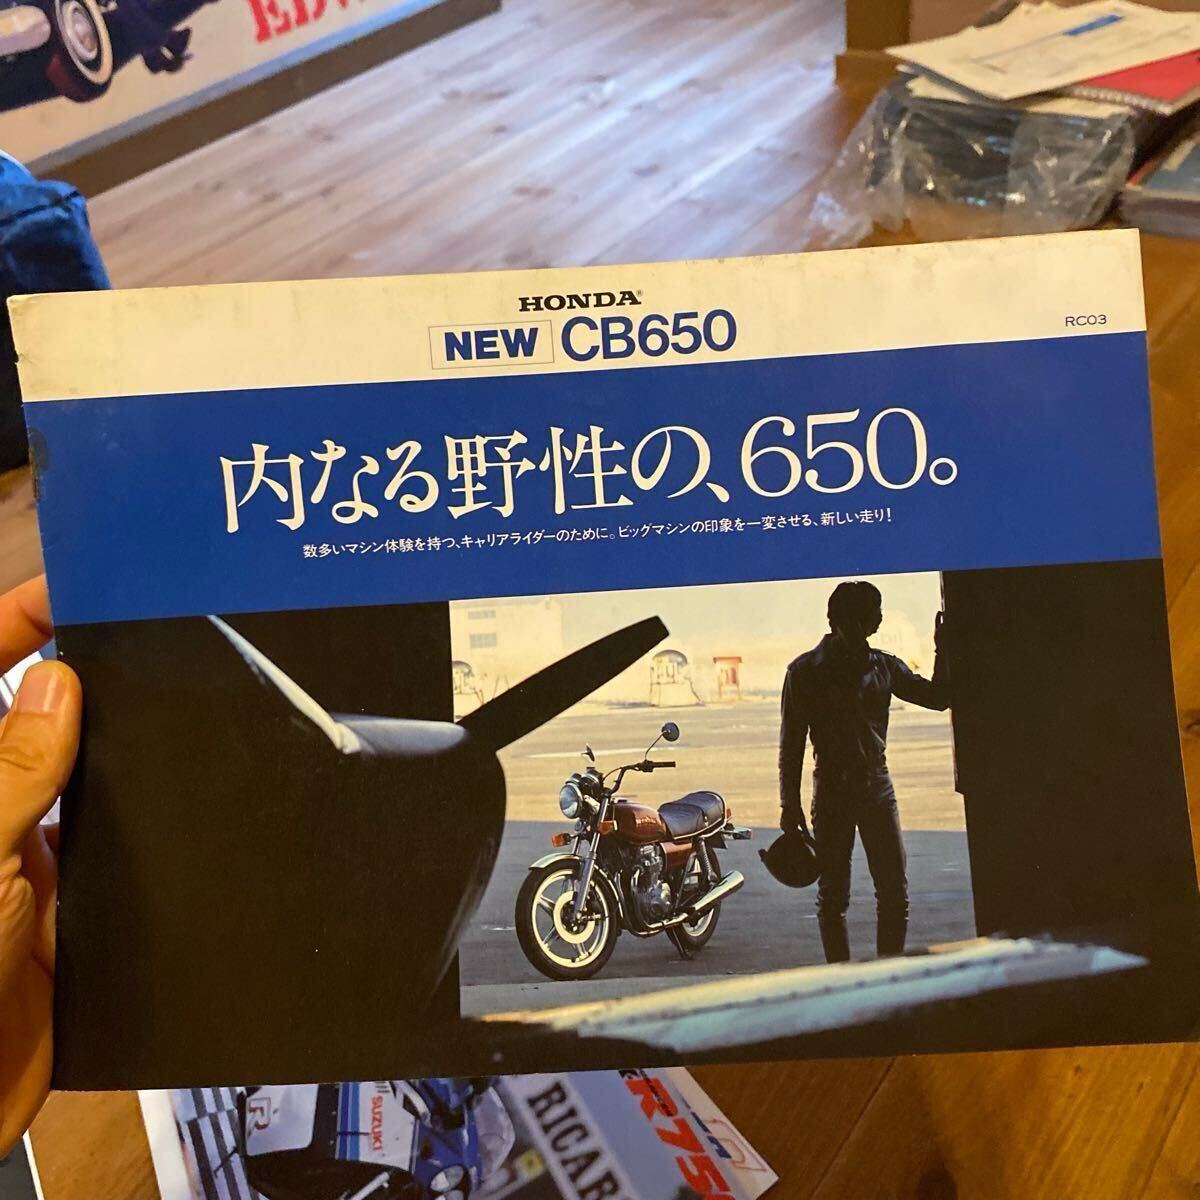 HONDA®
NEW CB650
RC03
内なる野性の、650。
数多いマシン体験を持つ、キャリアライダーのために。ビッグマシンの印象を一変させる、新しい走り!
SUZUKI
R